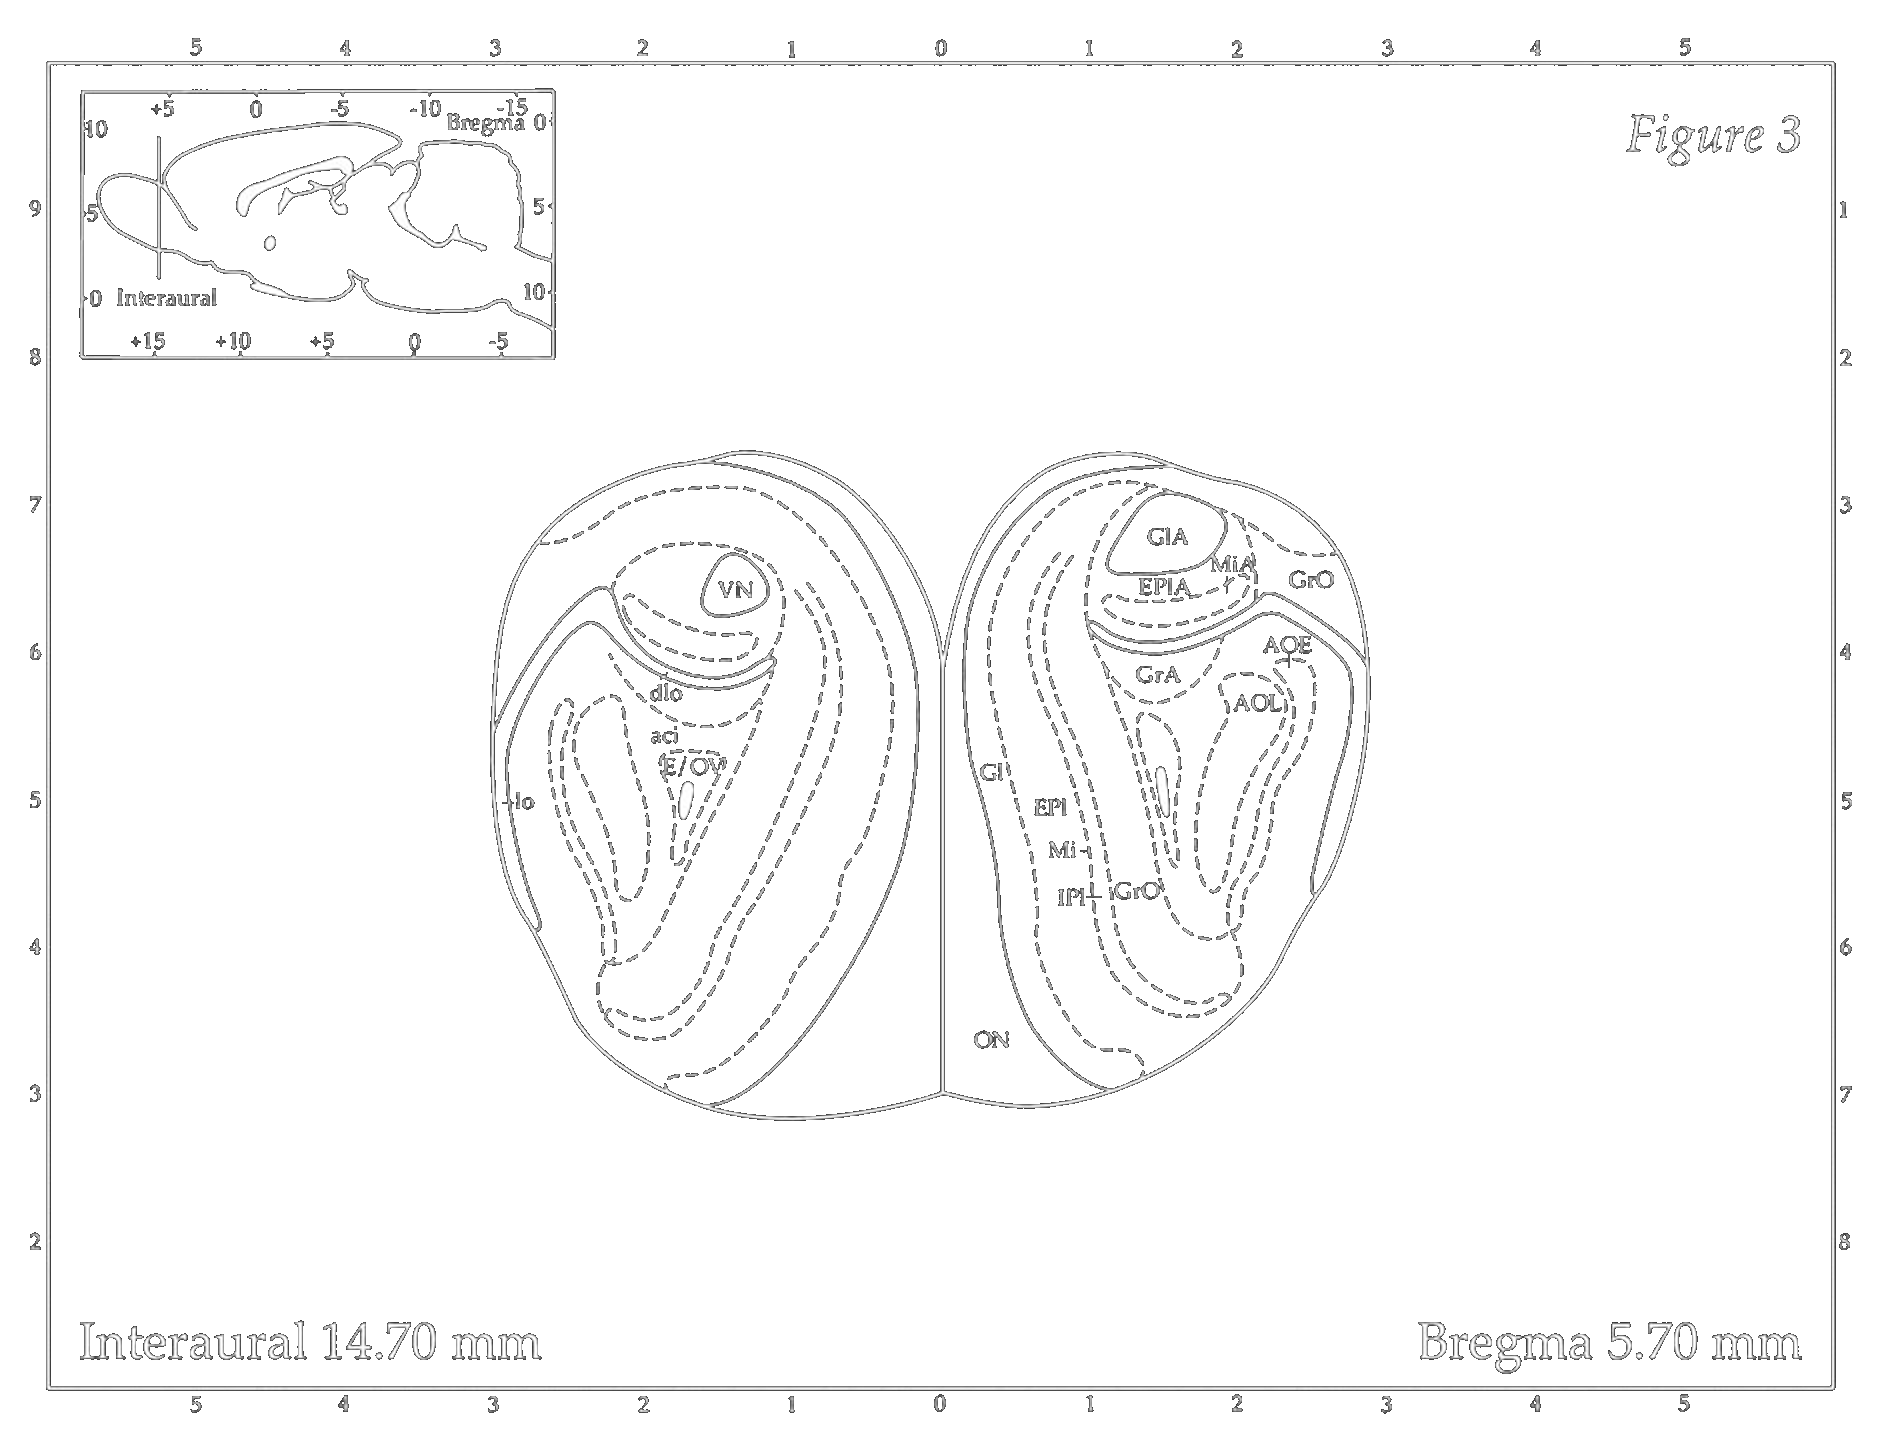 5 4 3 2 1 0 1 2 3 4 5
+5 0 -5 -10 -15
Bregma 0
10
5 5
10
0 Interaural
+15 +10 +5 0 -5
Figure 3
9 1
8 2
7 3
6 4
5 5
4 6
3 7
2 8
GlA
MiA
VN EPlA GrO
AOE
dlo GrA
AOL
aci
E/OV
Gl
lo EPl
Mi
IPl GrO
ON
Interaural 14.70 mm Bregma 5.70 mm
5 4 3 2 1 0 1 2 3 4 5